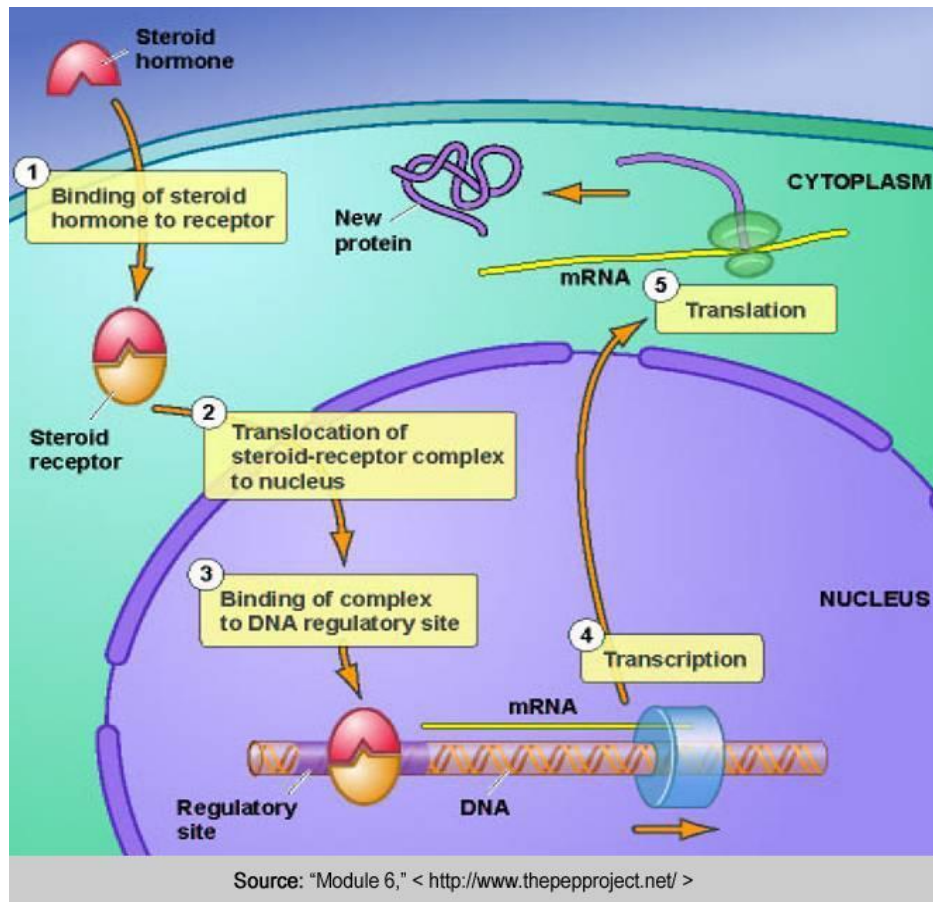 Steroid
hormone
1
Binding of steroid
hormone to receptor
CYTOPLASM
New
protein
mRNA
5
Translation
Steroid
receptor
2
Translocation of
steroid-receptor complex
to nucleus
3
Binding of complex
to DNA regulatory site
NUCLEUS
4
Transcription
mRNA
Regulatory
site
DNA
Source: “Module 6,” < http://www.thepepproject.net/ >